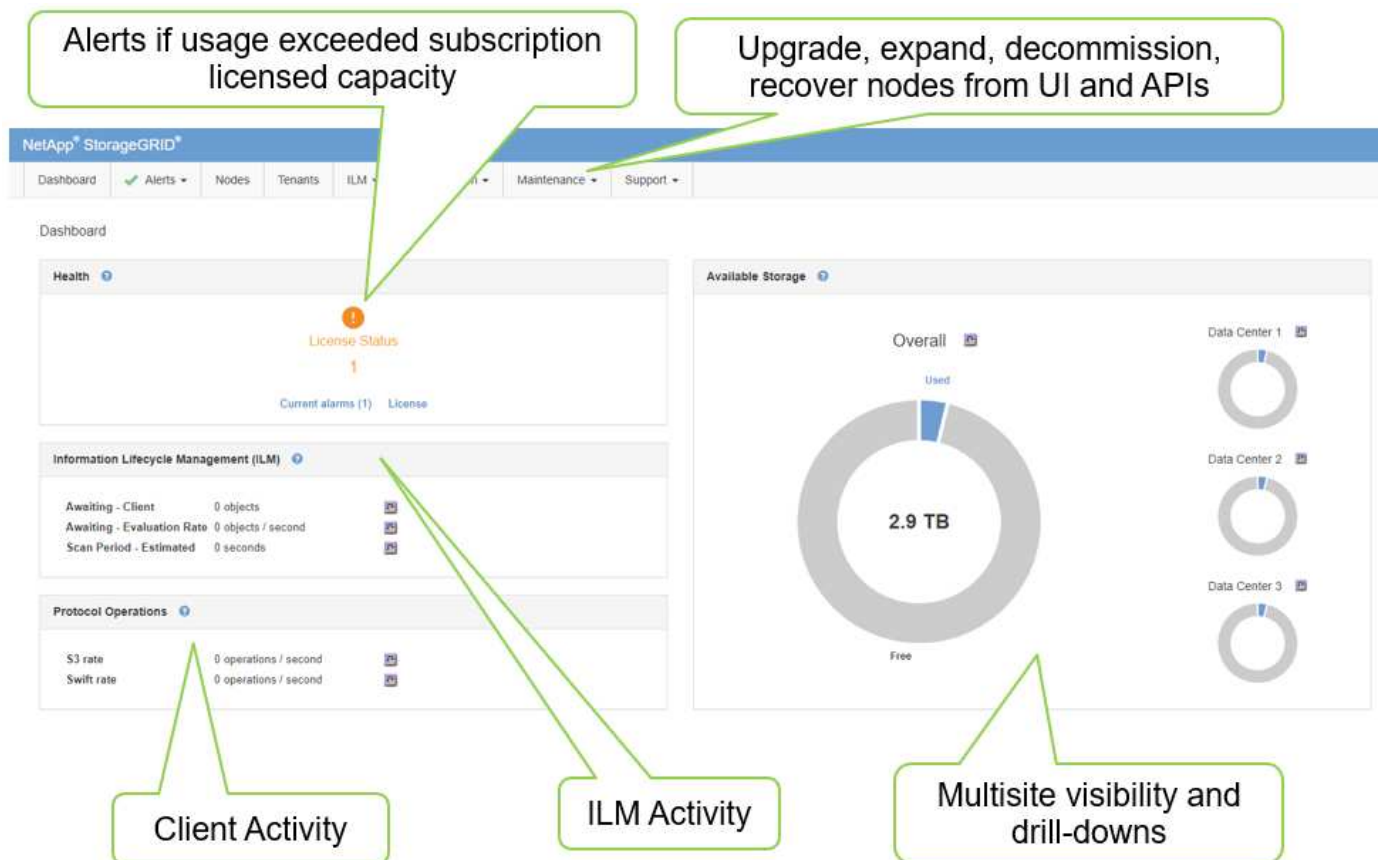 Alerts if usage exceeded subscription
licensed capacity
Upgrade, expand, decommission,
recover nodes from UI and APIs
NetApp® StorageGRID®
Dashboard
Alerts
Nodes
Tenants
ILM
Maintenance
Support
Dashboard
Health
License Status
1
Current alarms (1) License
Information Lifecycle Management (ILM)
Awaiting - Client 0 objects
Awaiting - Evaluation Rate 0 objects / second
Scan Period - Estimated 0 seconds
Protocol Operations
S3 rate 0 operations / second
Swift rate 0 operations / second
Available Storage
Overall
Used
2.9 TB
Free
Data Center 1
Data Center 2
Data Center 3
Client Activity
ILM Activity
Multisite visibility and
drill-downs